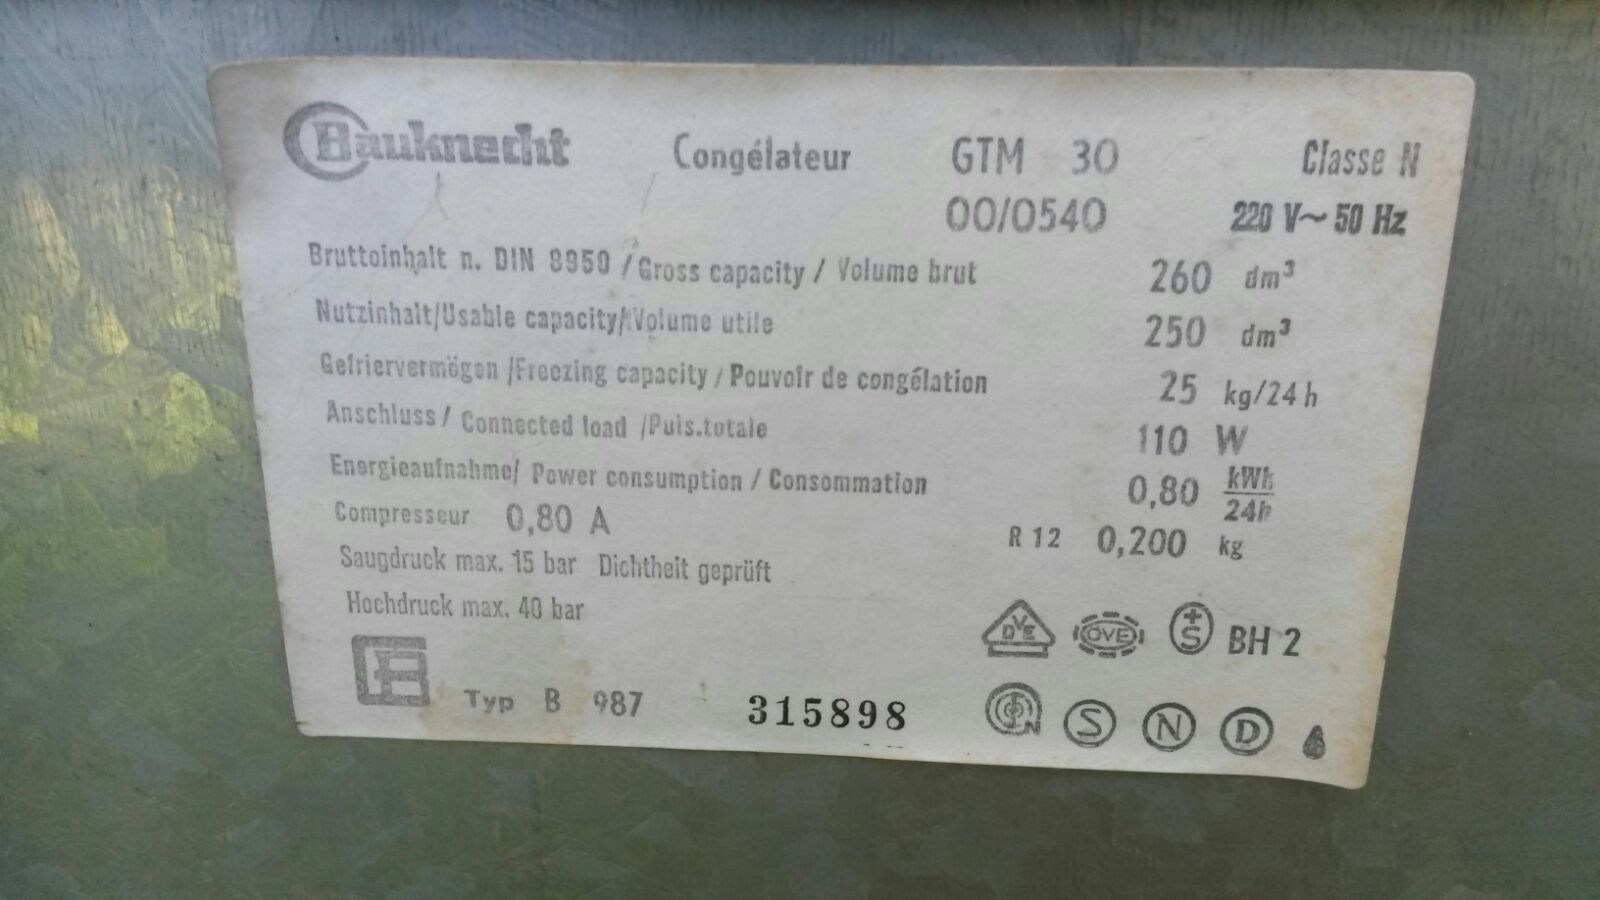 Bauknecht Congélateur GTM 30 Classe N
00/0540 220 V~ 50 Hz
Bruttoinhalt n. DIN 8950 / Gross capacity / Volume brut 260 dm³
Nutzinhalt/Usable capacity/Volume utile 250 dm³
Gefriervermögen /Freezing capacity / Pouvoir de congélation 25 kg/24 h
Anschluss / Connected load /Puis.totale 110 W
Energieaufnahme/ Power consumption / Consommation 0,80 kWh/24h
Compresseur 0,80 A R 12 0,200 kg
Saugdruck max. 15 bar Dichtheit geprüft
Hochdruck max. 40 bar
DVE ÖVE +S BH 2
Typ B 987 315898 N S N D